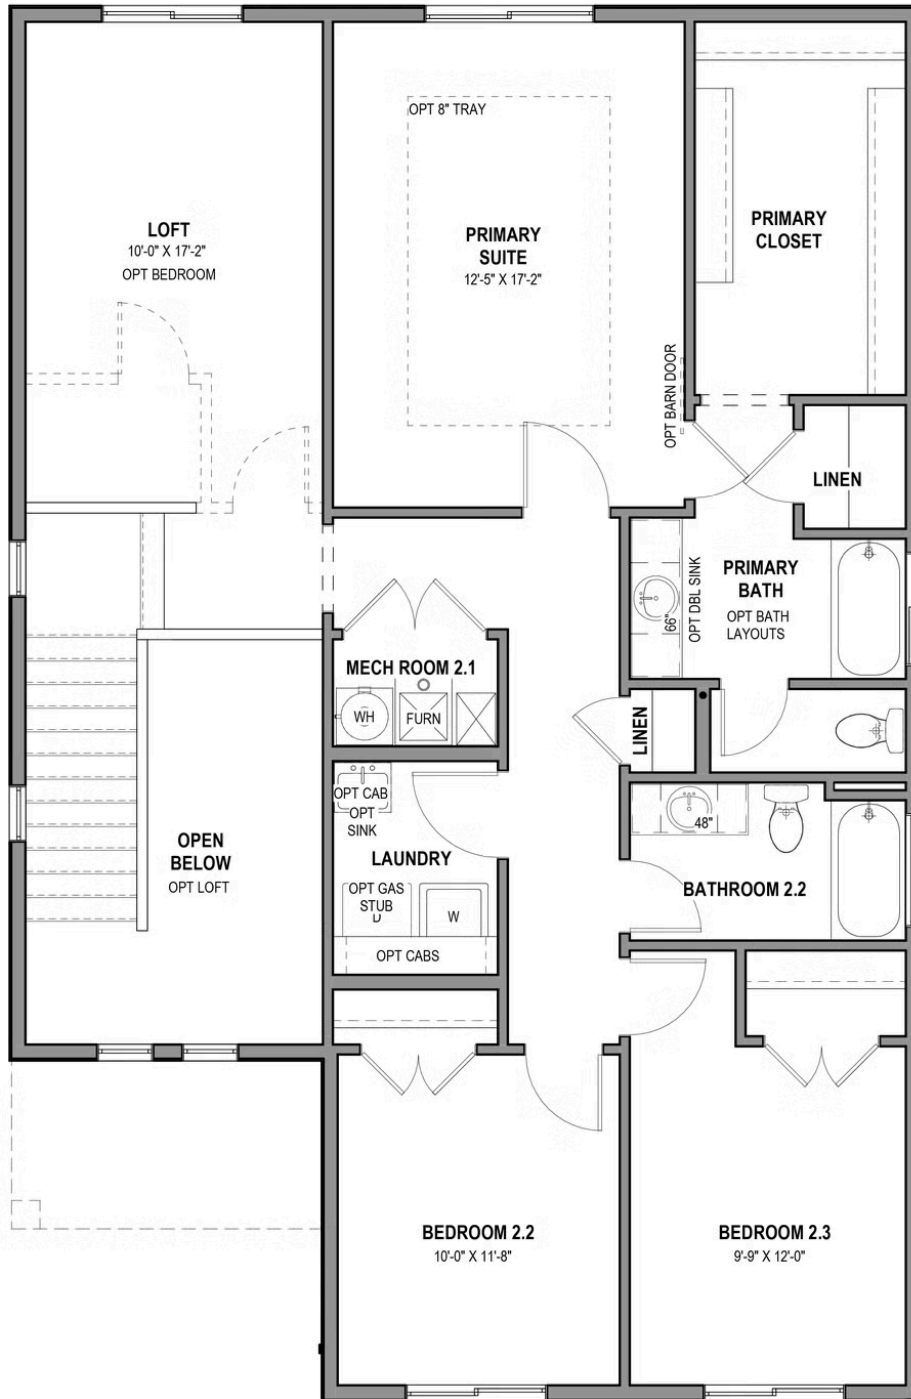 OPT 8" TRAY
LOFT
10'-0" X 17'-2"
OPT BEDROOM
PRIMARY
SUITE
12'-5" X 17'-2"
PRIMARY
CLOSET
OPT BARN DOOR
LINEN
PRIMARY
BATH
OPT BATH
LAYOUTS
66"
OPT DBL SINK
MECH ROOM 2.1
WH
FURN
LINEN
OPT CAB
OPT
SINK
LAUNDRY
OPT GAS
STUB
D
W
OPT CABS
48"
BATHROOM 2.2
OPEN
BELOW
OPT LOFT
BEDROOM 2.2
10'-0" X 11'-8"
BEDROOM 2.3
9'-9" X 12'-0"